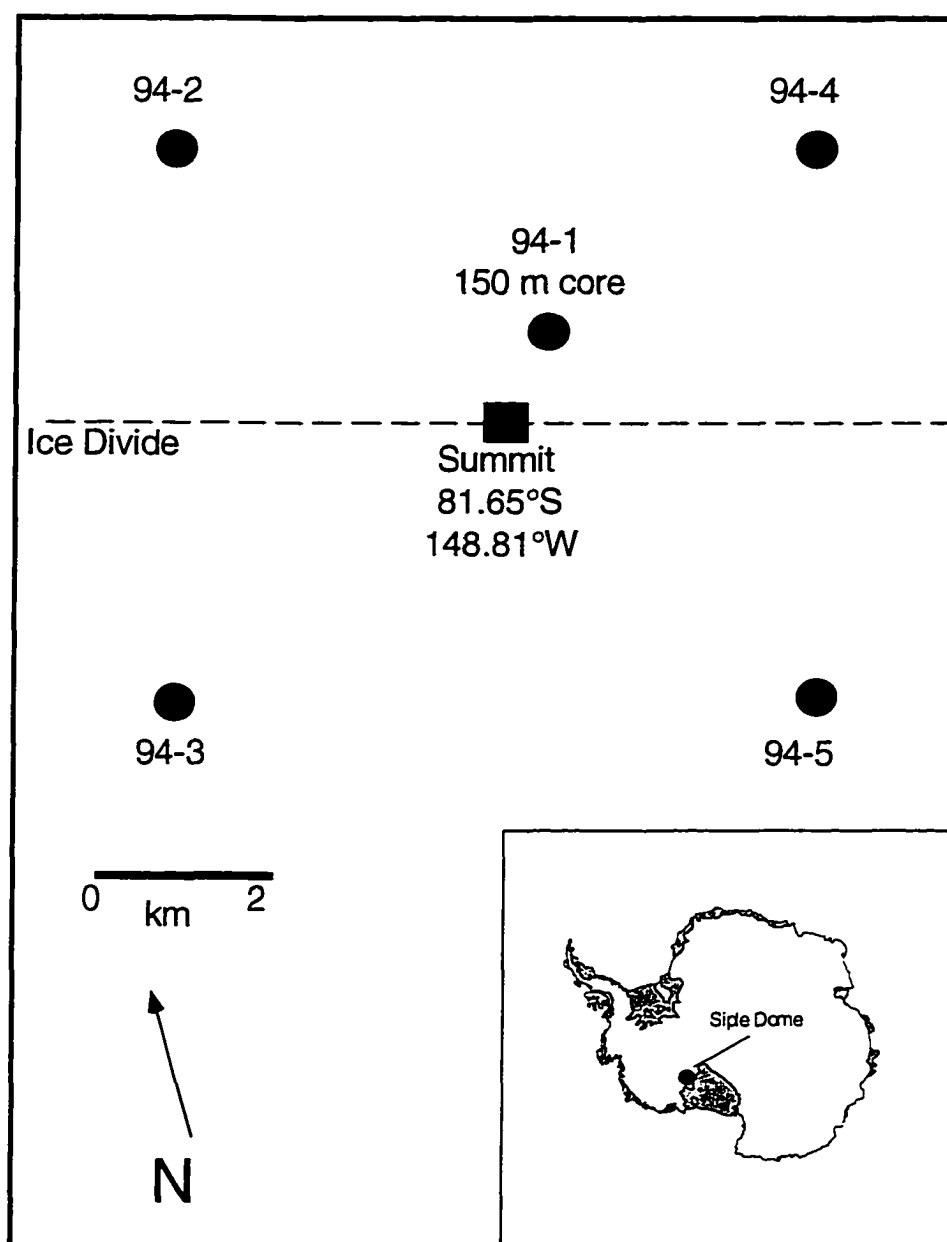 94-2
94-4
94-1
150 m core
Ice Divide
Summit
81.65°S
148.81°W
94-3
94-5
0 2
km
N
Siple Dome